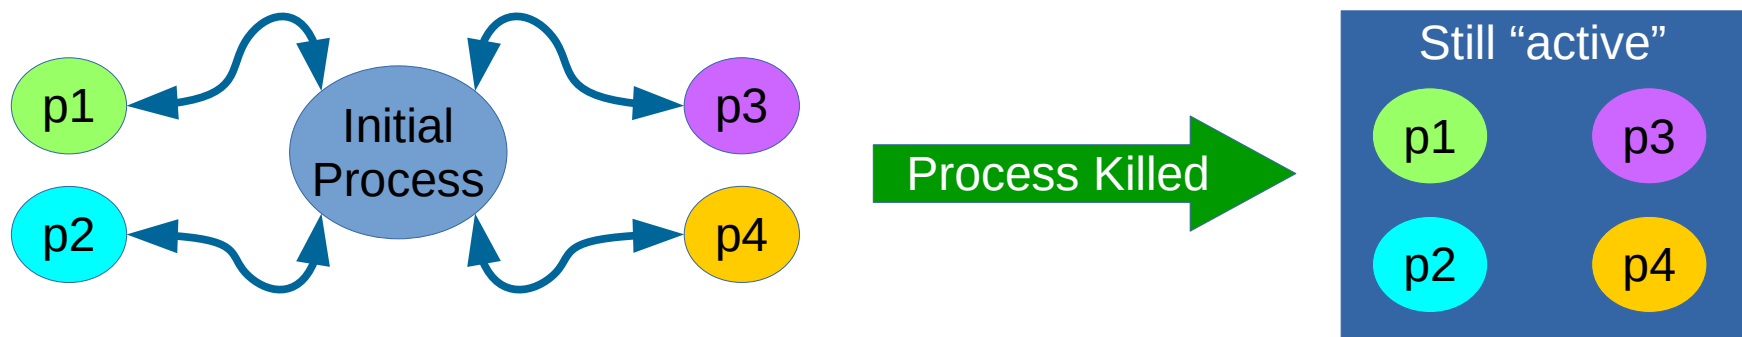 p1
p2
Initial
Process
p3
p4
Process Killed
Still “active”
p1
p3
p2
p4